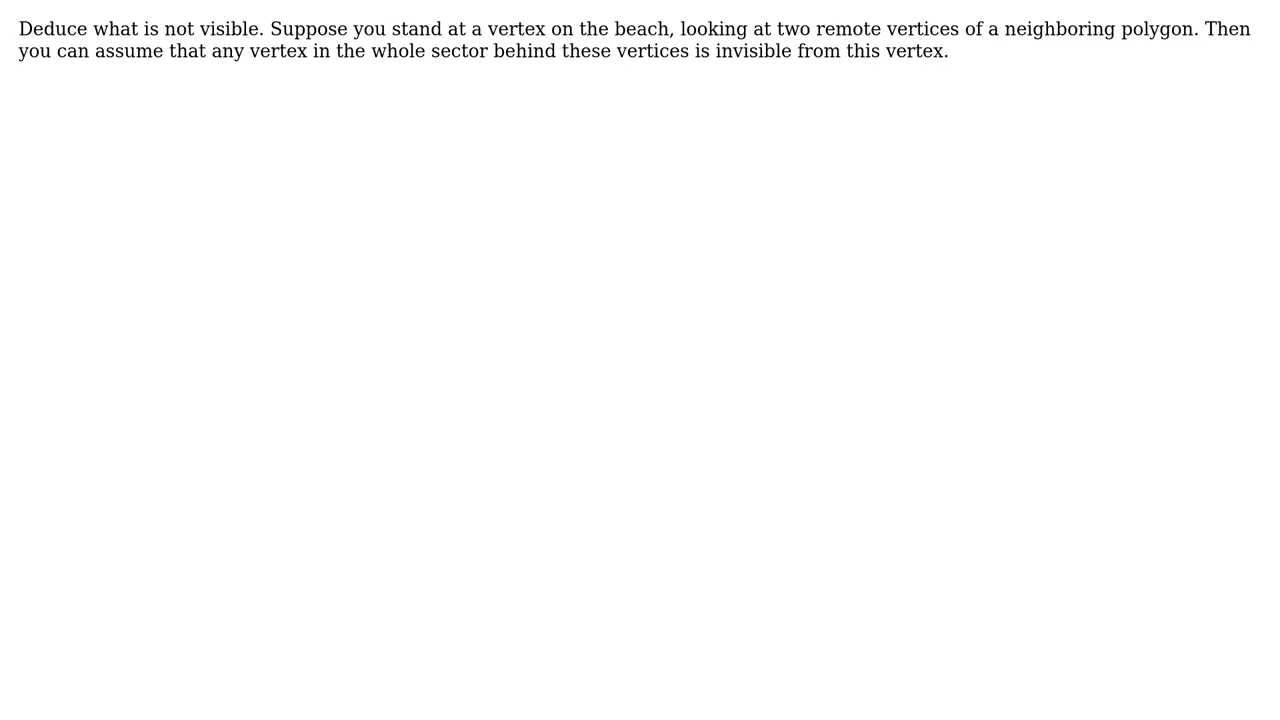 Deduce what is not visible. Suppose you stand at a vertex on the beach, looking at two remote vertices of a neighboring polygon. Then
you can assume that any vertex in the whole sector behind these vertices is invisible from this vertex.